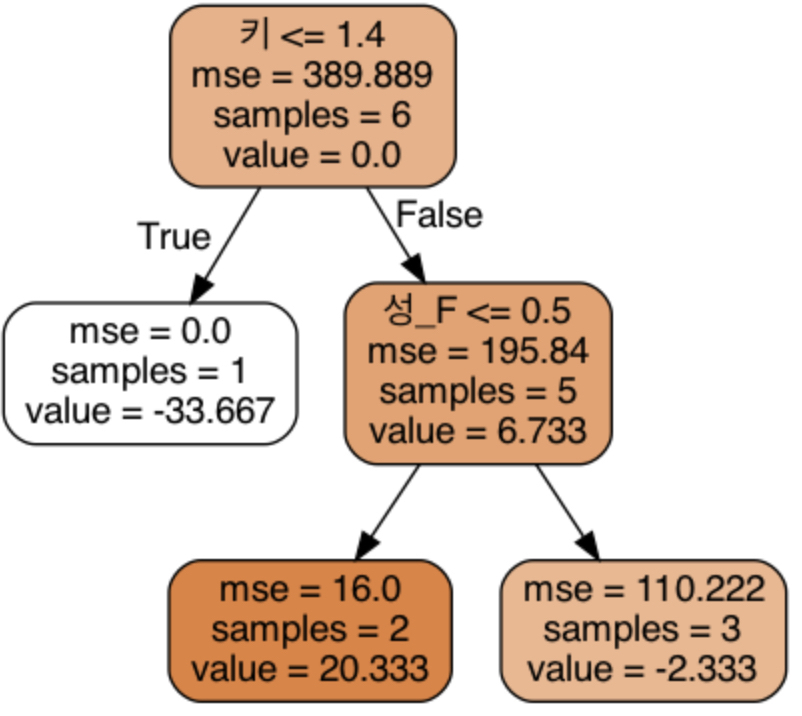 키 <= 1.4
mse = 389.889
samples = 6
value = 0.0
True
False
mse = 0.0
samples = 1
value = -33.667
성_F <= 0.5
mse = 195.84
samples = 5
value = 6.733
mse = 16.0
samples = 2
value = 20.333
mse = 110.222
samples = 3
value = -2.333